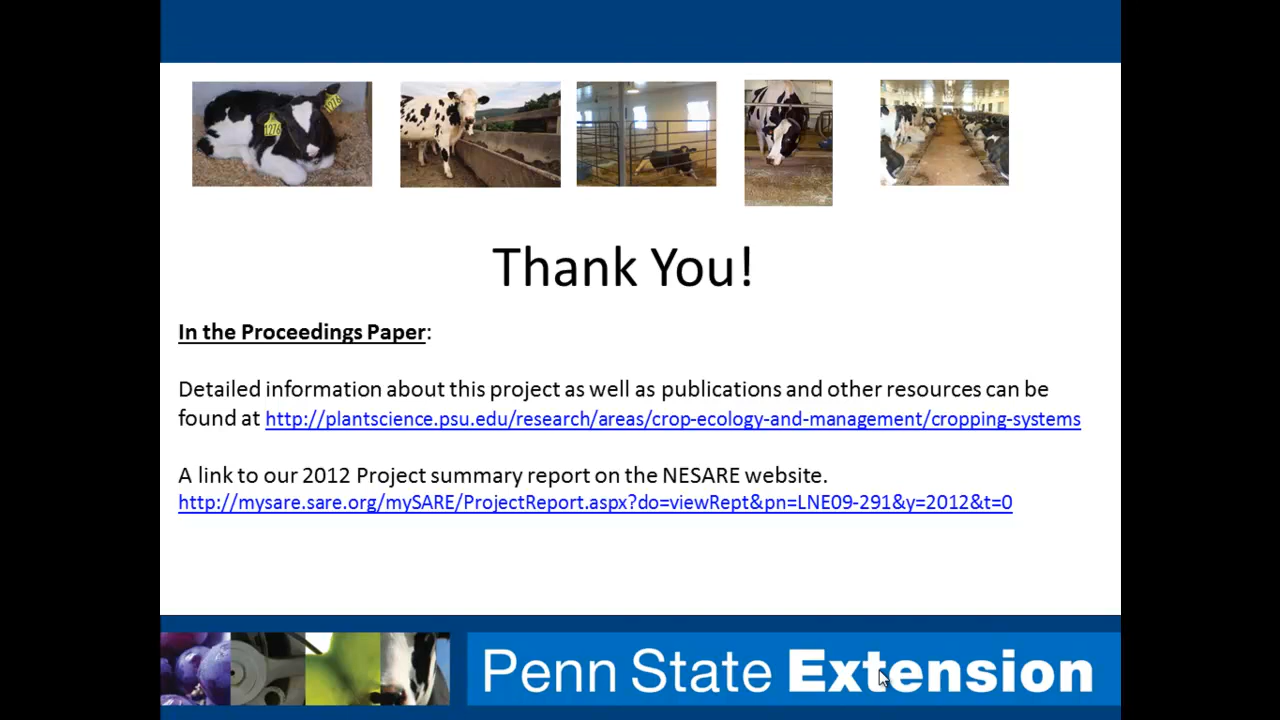 1276
1276
Thank You!
In the Proceedings Paper:
Detailed information about this project as well as publications and other resources can be
found at http://plantscience.psu.edu/research/areas/crop-ecology-and-management/cropping-systems
A link to our 2012 Project summary report on the NESARE website.
http://mysare.sare.org/mySARE/ProjectReport.aspx?do=viewRept&pn=LNE09-291&y=2012&t=0
Penn State Extension